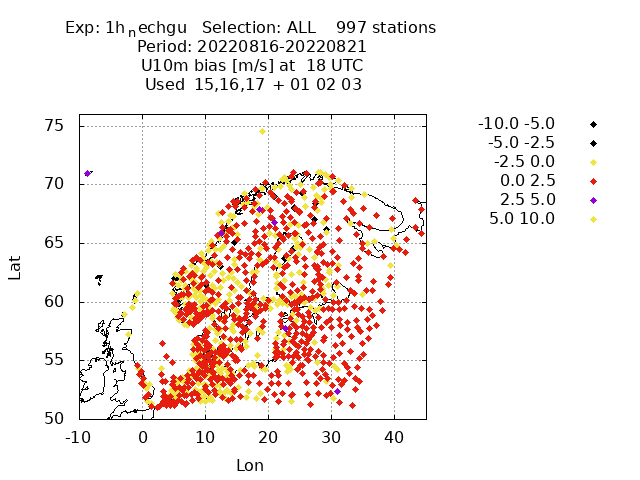 Exp: 1h n echgu Selection: ALL 997 stations
Period: 20220816-20220821
U10m bias [m/s] at 18 UTC
Used 15,16,17 + 01 02 03
-10.0 -5.0
-5.0 -2.5
-2.5 0.0
0.0 2.5
2.5 5.0
5.0 10.0
75
70
65
60
55
50
Lat
-10 0 10 20 30 40
Lon